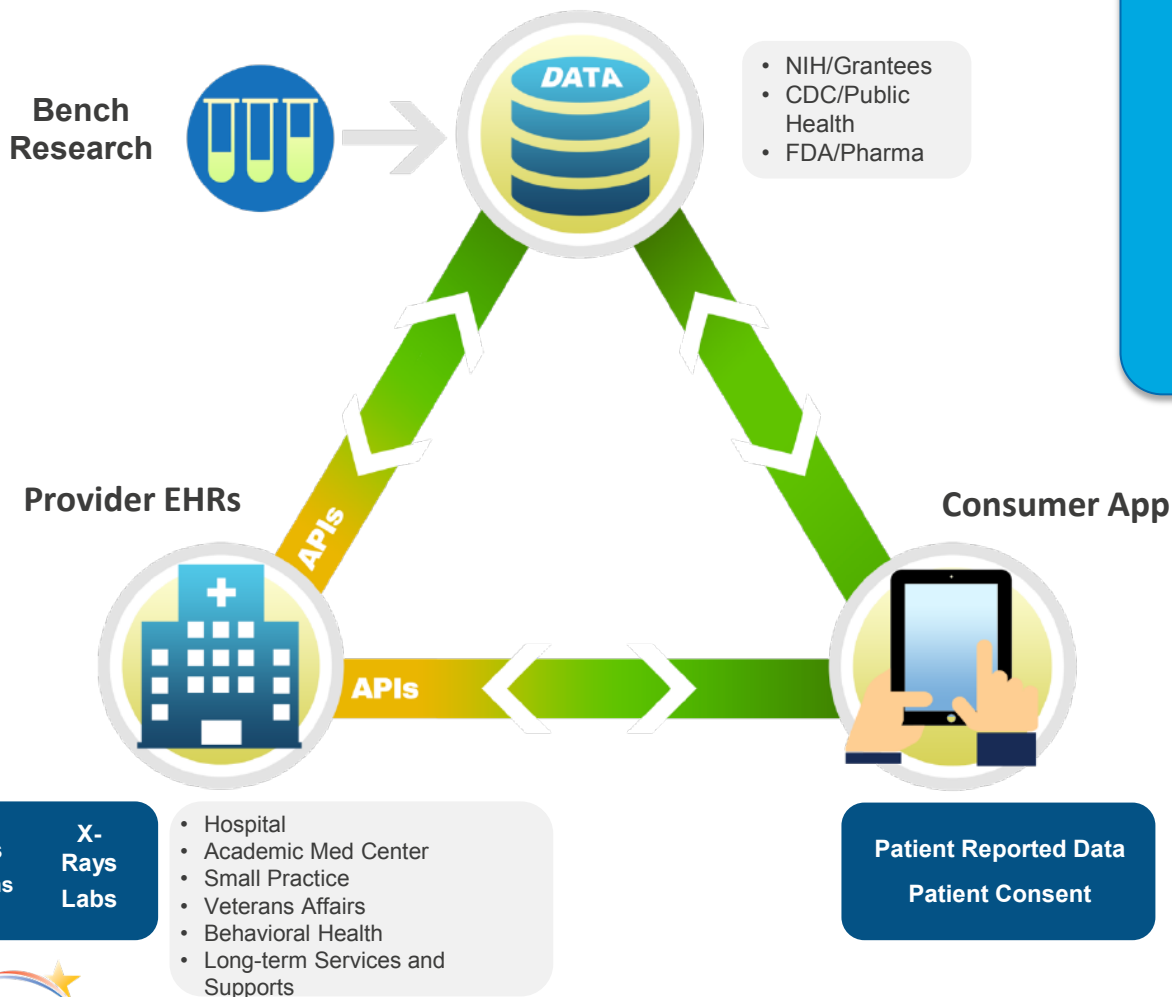 DATA
• NIH/Grantees
• CDC/Public
Health
• FDA/Pharma
Bench
Research
Provider EHRs
Consumer App
APIs
APIs
X-
Rays
Labs
• Hospital
• Academic Med Center
• Small Practice
• Veterans Affairs
• Behavioral Health
• Long-term Services and
Supports
Patient Reported Data
Patient Consent